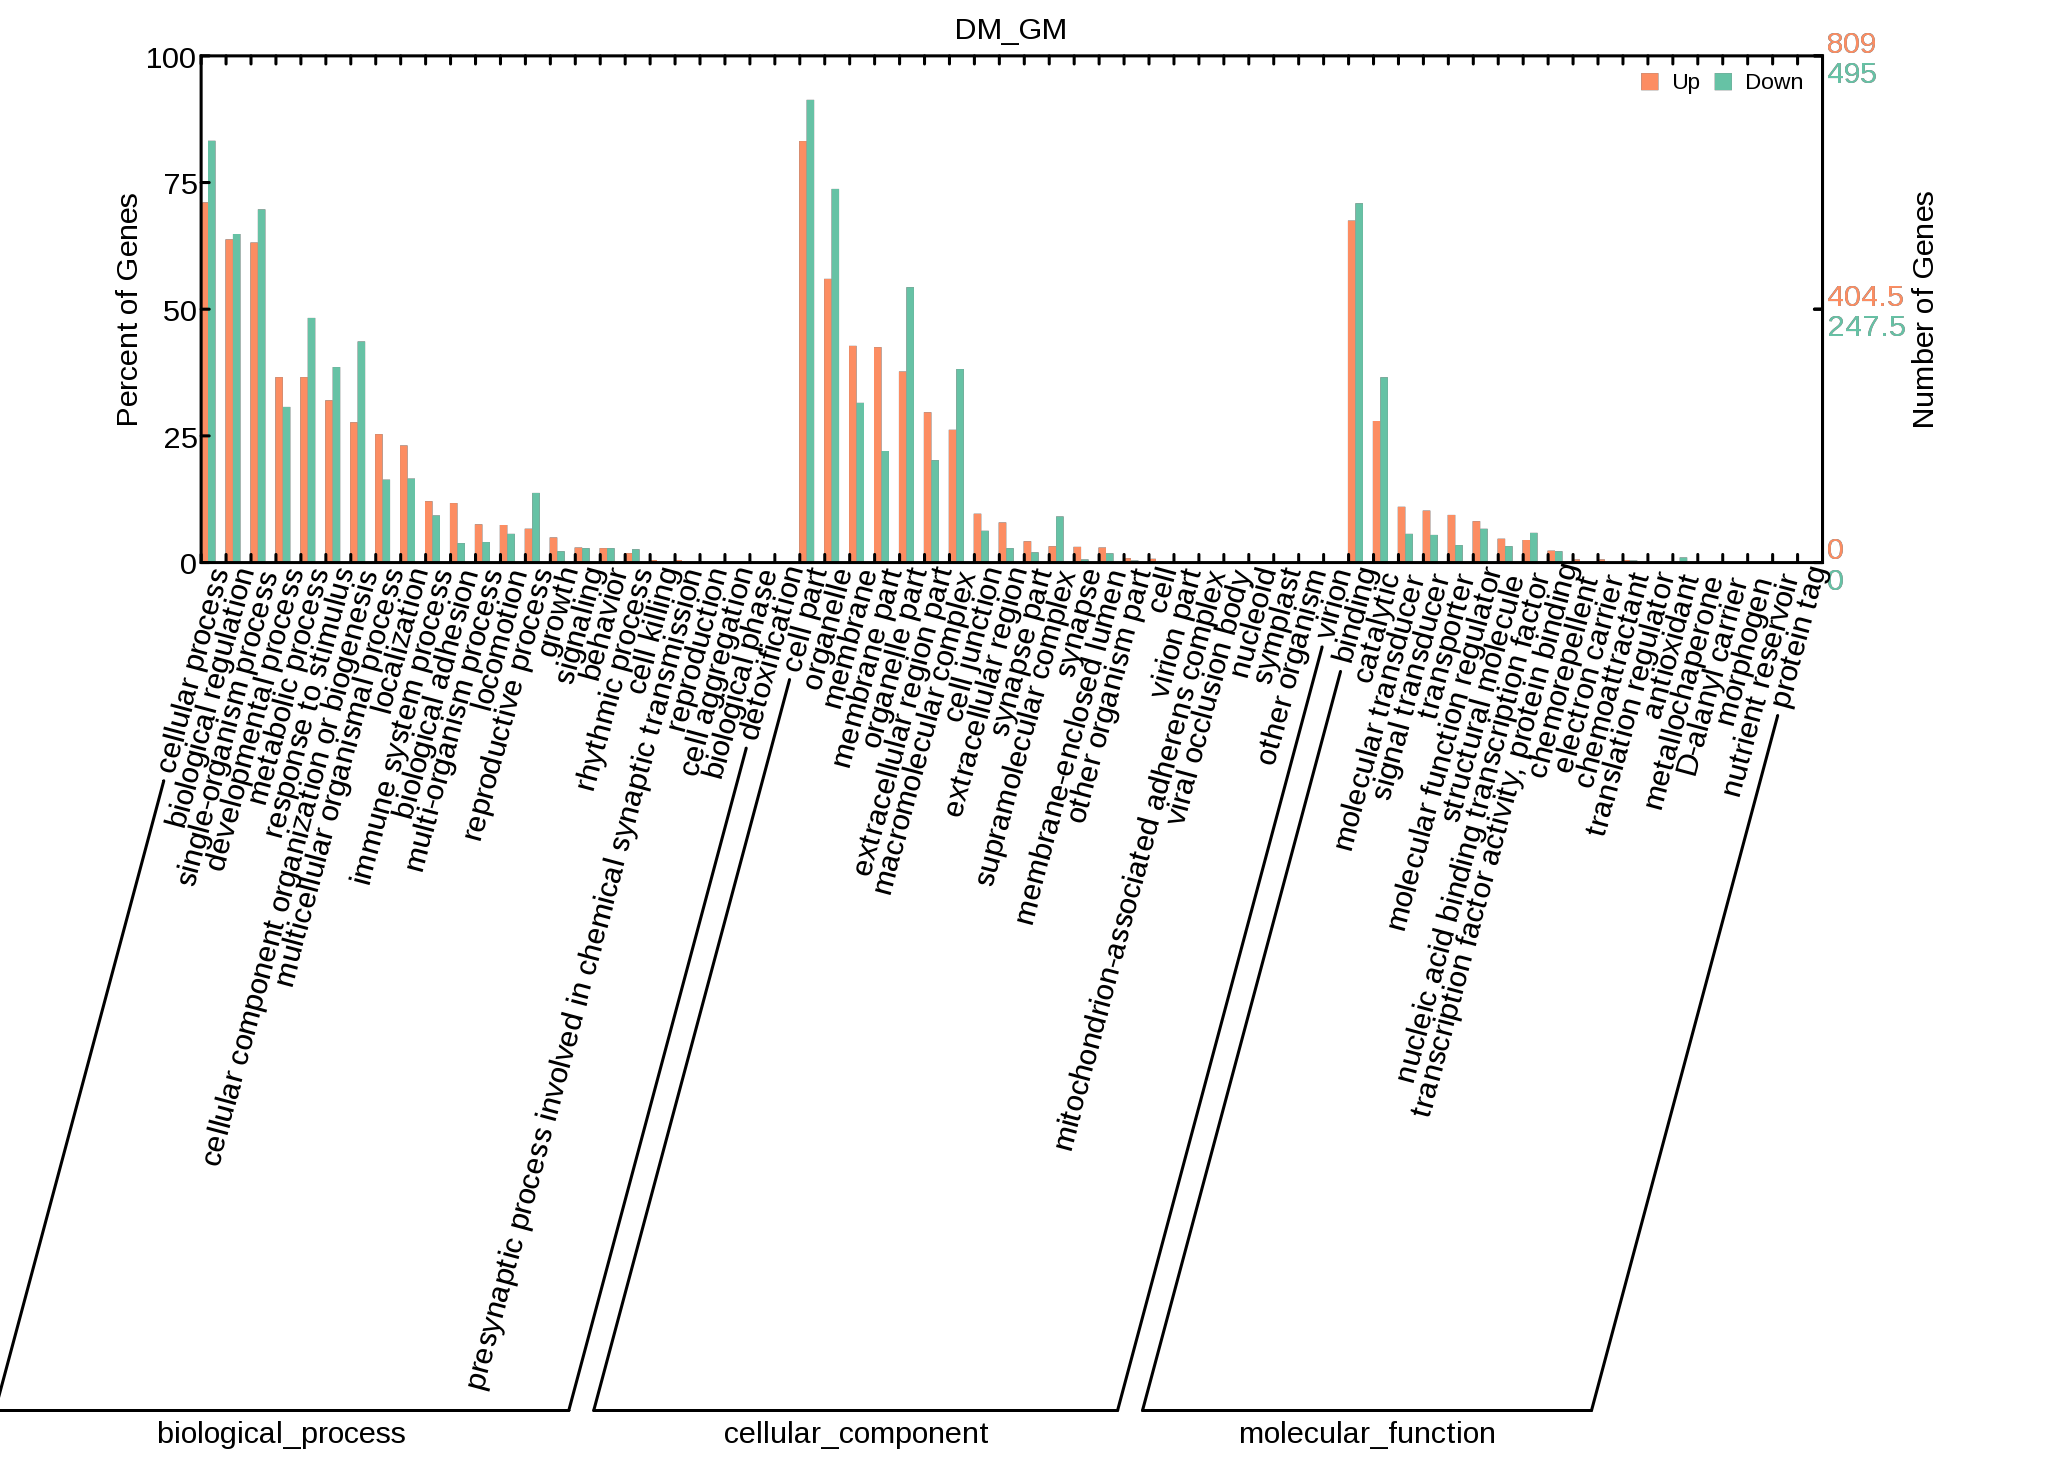 DM_GM
100
75
50
25
0
Percent of Genes
Up
Down
809
495
404.5
247.5
0
0
Number of Genes
cellular process
biological regulation
single-organism process
developmental process
metabolic process
response to stimulus
cellular component organization or biogenesis
multicellular organismal process
localization
immune system process
biological adhesion
multi-organism process
locomotion
reproductive process
growth
signaling
behavior
rhythmic process
cell killing
presynaptic process involved in chemical synaptic transmission
reproduction
cell aggregation
biological phase
detoxification
cell part
organelle
membrane
membrane part
organelle part
extracellular region part
macromolecular complex
cell junction
extracellular region
synapse part
supramolecular complex
synapse
membrane-enclosed lumen
other organism part
cell
virion part
mitochondrion-associated adherens complex
viral occlusion body
nucleoid
symplast
other organism
virion
binding
catalytic
molecular transducer
signal transducer
transporter
molecular function regulator
structural molecule
nucleic acid binding transcription factor
transcription factor activity, protein binding
chemorepellent
electron carrier
chemoattractant
translation regulator
antioxidant
metallochaperone
D-alanyl carrier
morphogen
nutrient reservoir
protein tag
biological_process
cellular_component
molecular_function